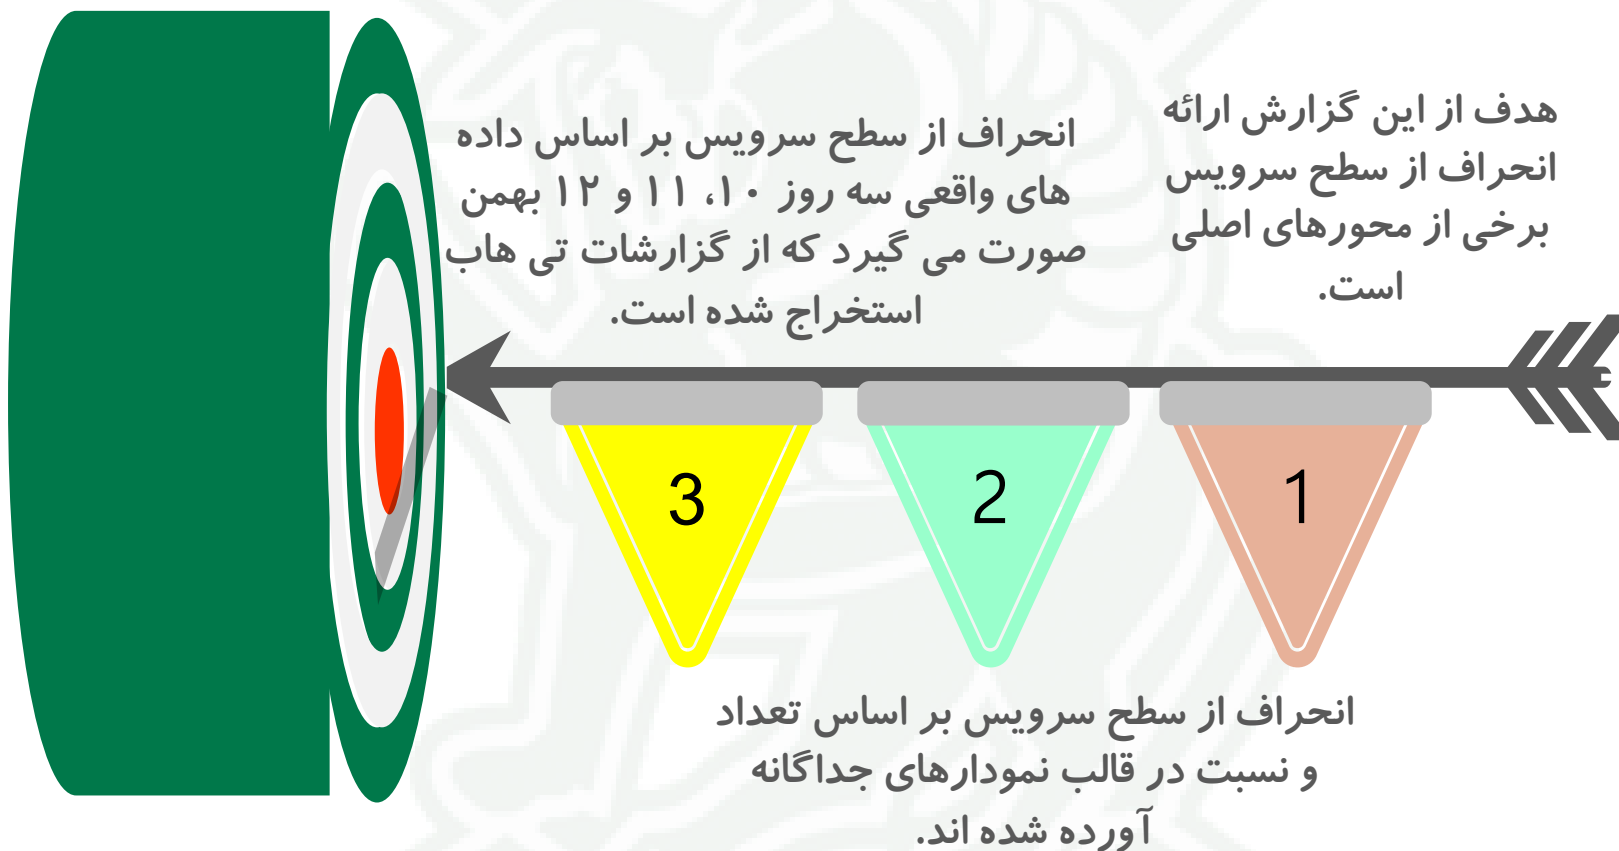 هدف از این گزارش ارائه
انحراف از سطح سرویس
برخی از محورهای اصلی
است.
انحراف از سطح سرویس بر اساس داده
های واقعی سه روز ۱۰، ۱۱ و ۱۲ بهمن
صورت می گیرد که از گزارشات تی هاب
استخراج شده است.
1
2
3
انحراف از سطح سرویس بر اساس تعداد
و نسبت در قالب نمودارهای جداگانه
آورده شده اند.